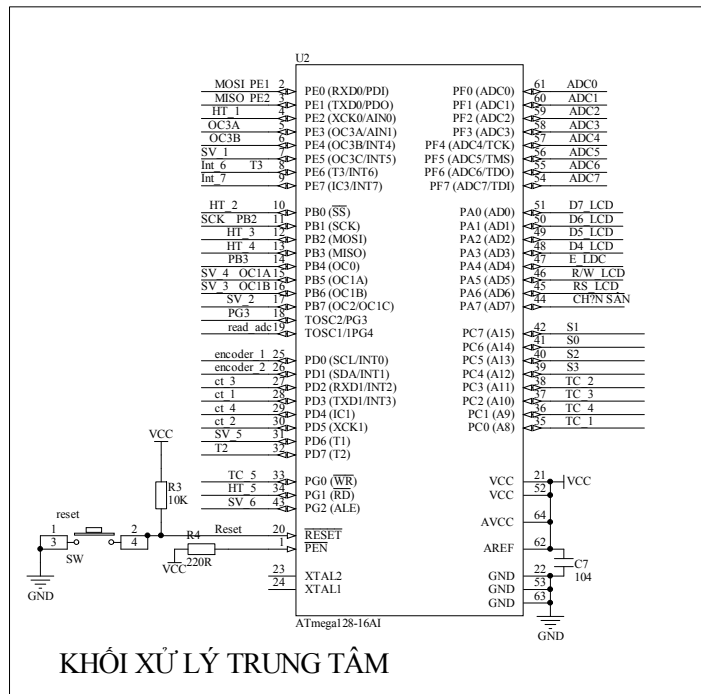 U2
MOSI PE1 2 PE0 (RXD0/PDI) PF0 (ADC0) 61 ADC0
MISO PE2 3 PE1 (TXD0/PDO) PF1 (ADC1) 60 ADC1
HT_1 4 PE2 (XCK0/AIN0) PF2 (ADC2) 59 ADC2
OC3A 5 PE3 (OC3A/AIN1) PF3 (ADC3) 58 ADC3
OC3B 6 PE4 (OC3B/INT4) PF4 (ADC4/TCK) 57 ADC4
SV_1 7 PE5 (OC3C/INT5) PF5 (ADC5/TMS) 56 ADC5
Int_6 T3 8 PE6 (T3/INT6) PF6 (ADC6/TDO) 55 ADC6
Int_7 9 PE7 (IC3/INT7) PF7 (ADC7/TDI) 54 ADC7
HT_2 10 PB0 (SS) PA0 (AD0) 51 D7_LCD
SCK PB2 11 PB1 (SCK) PA1 (AD1) 50 D6_LCD
HT_3 12 PB2 (MOSI) PA2 (AD2) 49 D5_LCD
HT_4 13 PB3 (MISO) PA3 (AD3) 48 D4_LCD
PB3 14 PB4 (OC0) PA4 (AD4) 47 E_LDC
SV_4 OC1A 15 PB5 (OC1A) PA5 (AD5) 46 R/W_LCD
SV_3 OC1B 16 PB6 (OC1B) PA6 (AD6) 45 RS_LCD
SV_2 17 PB7 (OC2/OC1C) PA7 (AD7) 44 CH?N SAN
PG3 18 TOSC2/PG3
read_adc 19 TOSC1/1PG4 PC7 (A15) 42 S1
PC6 (A14) 41 S0
encoder_1 25 PD0 (SCL/INT0) PC5 (A13) 40 S2
encoder_2 26 PD1 (SDA/INT1) PC4 (A12) 39 S3
ct_3 27 PD2 (RXD1/INT2) PC3 (A11) 38 TC_2
ct_1 28 PD3 (TXD1/INT3) PC2 (A10) 37 TC_3
ct_4 29 PD4 (IC1) PC1 (A9) 36 TC_4
ct_2 30 PD5 (XCK1) PC0 (A8) 35 TC_1
SV_5 31 PD6 (T1)
T2 32 PD7 (T2)
VCC
TC_5 33 PG0 (WR) VCC 21 VCC
HT_5 34 PG1 (RD) VCC 52
SV_6 43 PG2 (ALE)
R3
10K
AVCC 64
reset
1 2 Reset 20 RESET
3 4 R4 1 PEN AREF 62
SW VCC 220R
C7
104
GND
23 XTAL2 GND 22
24 XTAL1 GND 53
GND 63
GND
ATmega128-16AI
KHỐI XỬ LÝ TRUNG TÂM